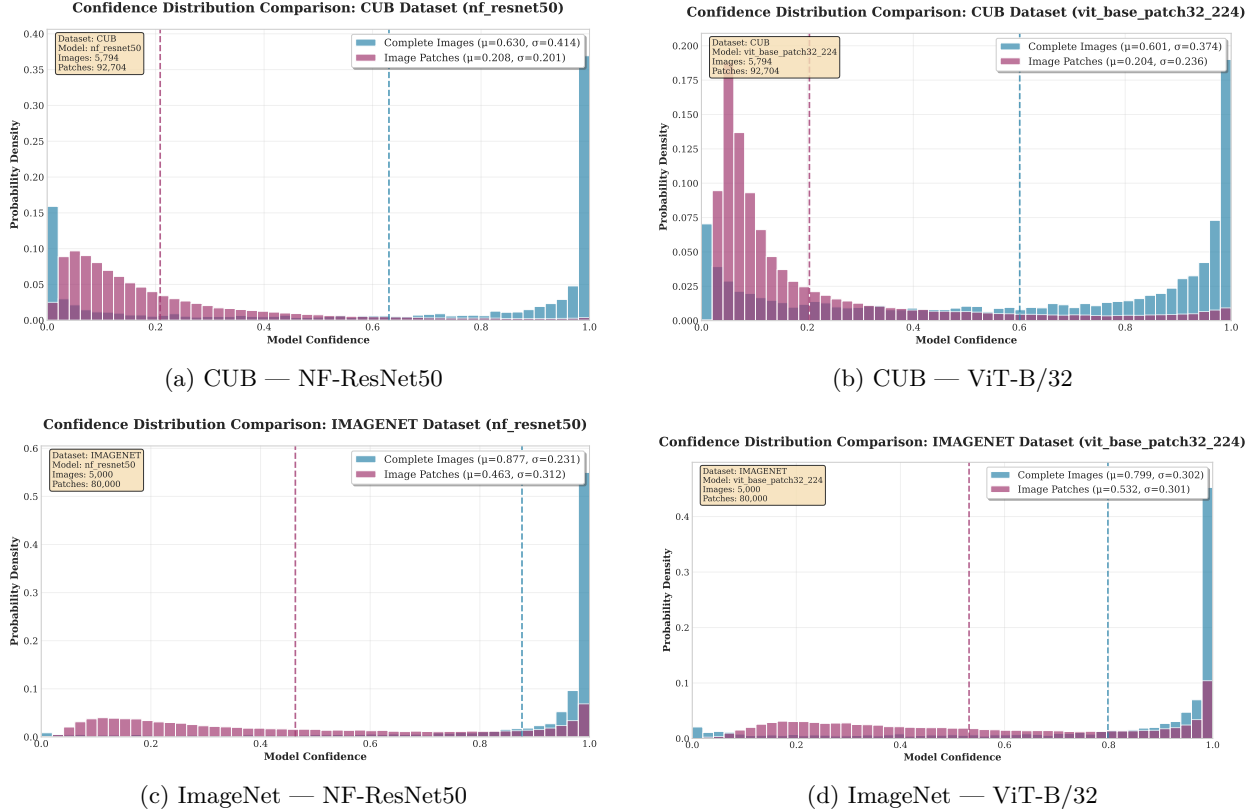 Confidence Distribution Comparison: CUB Dataset (nf_resnet50)
Dataset: CUB
Model: nf_resnet50
Images: 5,794
Patches: 92,704
Complete Images (μ=0.630, σ=0.414)
Image Patches (μ=0.208, σ=0.201)
Probability Density
0.40
0.35
0.30
0.25
0.20
0.15
0.10
0.05
0.00
0.0 0.2 0.4 0.6 0.8 1.0
Model Confidence
(a) CUB — NF-ResNet50
Confidence Distribution Comparison: CUB Dataset (vit_base_patch32_224)
Dataset: CUB
Model: vit_base_patch32_224
Images: 5,794
Patches: 92,704
Complete Images (μ=0.601, σ=0.374)
Image Patches (μ=0.204, σ=0.236)
Probability Density
0.200
0.175
0.150
0.125
0.100
0.075
0.050
0.025
0.000
0.0 0.2 0.4 0.6 0.8 1.0
Model Confidence
(b) CUB — ViT-B/32
Confidence Distribution Comparison: IMAGENET Dataset (nf_resnet50)
Dataset: IMAGENET
Model: nf_resnet50
Images: 5,000
Patches: 80,000
Complete Images (μ=0.877, σ=0.231)
Image Patches (μ=0.463, σ=0.312)
Probability Density
0.6
0.5
0.4
0.3
0.2
0.1
0.0
0.0 0.2 0.4 0.6 0.8 1.0
Model Confidence
(c) ImageNet — NF-ResNet50
Confidence Distribution Comparison: IMAGENET Dataset (vit_base_patch32_224)
Dataset: IMAGENET
Model: vit_base_patch32_224
Images: 5,000
Patches: 80,000
Complete Images (μ=0.799, σ=0.302)
Image Patches (μ=0.532, σ=0.301)
Probability Density
0.4
0.3
0.2
0.1
0.0
0.0 0.2 0.4 0.6 0.8 1.0
Model Confidence
(d) ImageNet — ViT-B/32